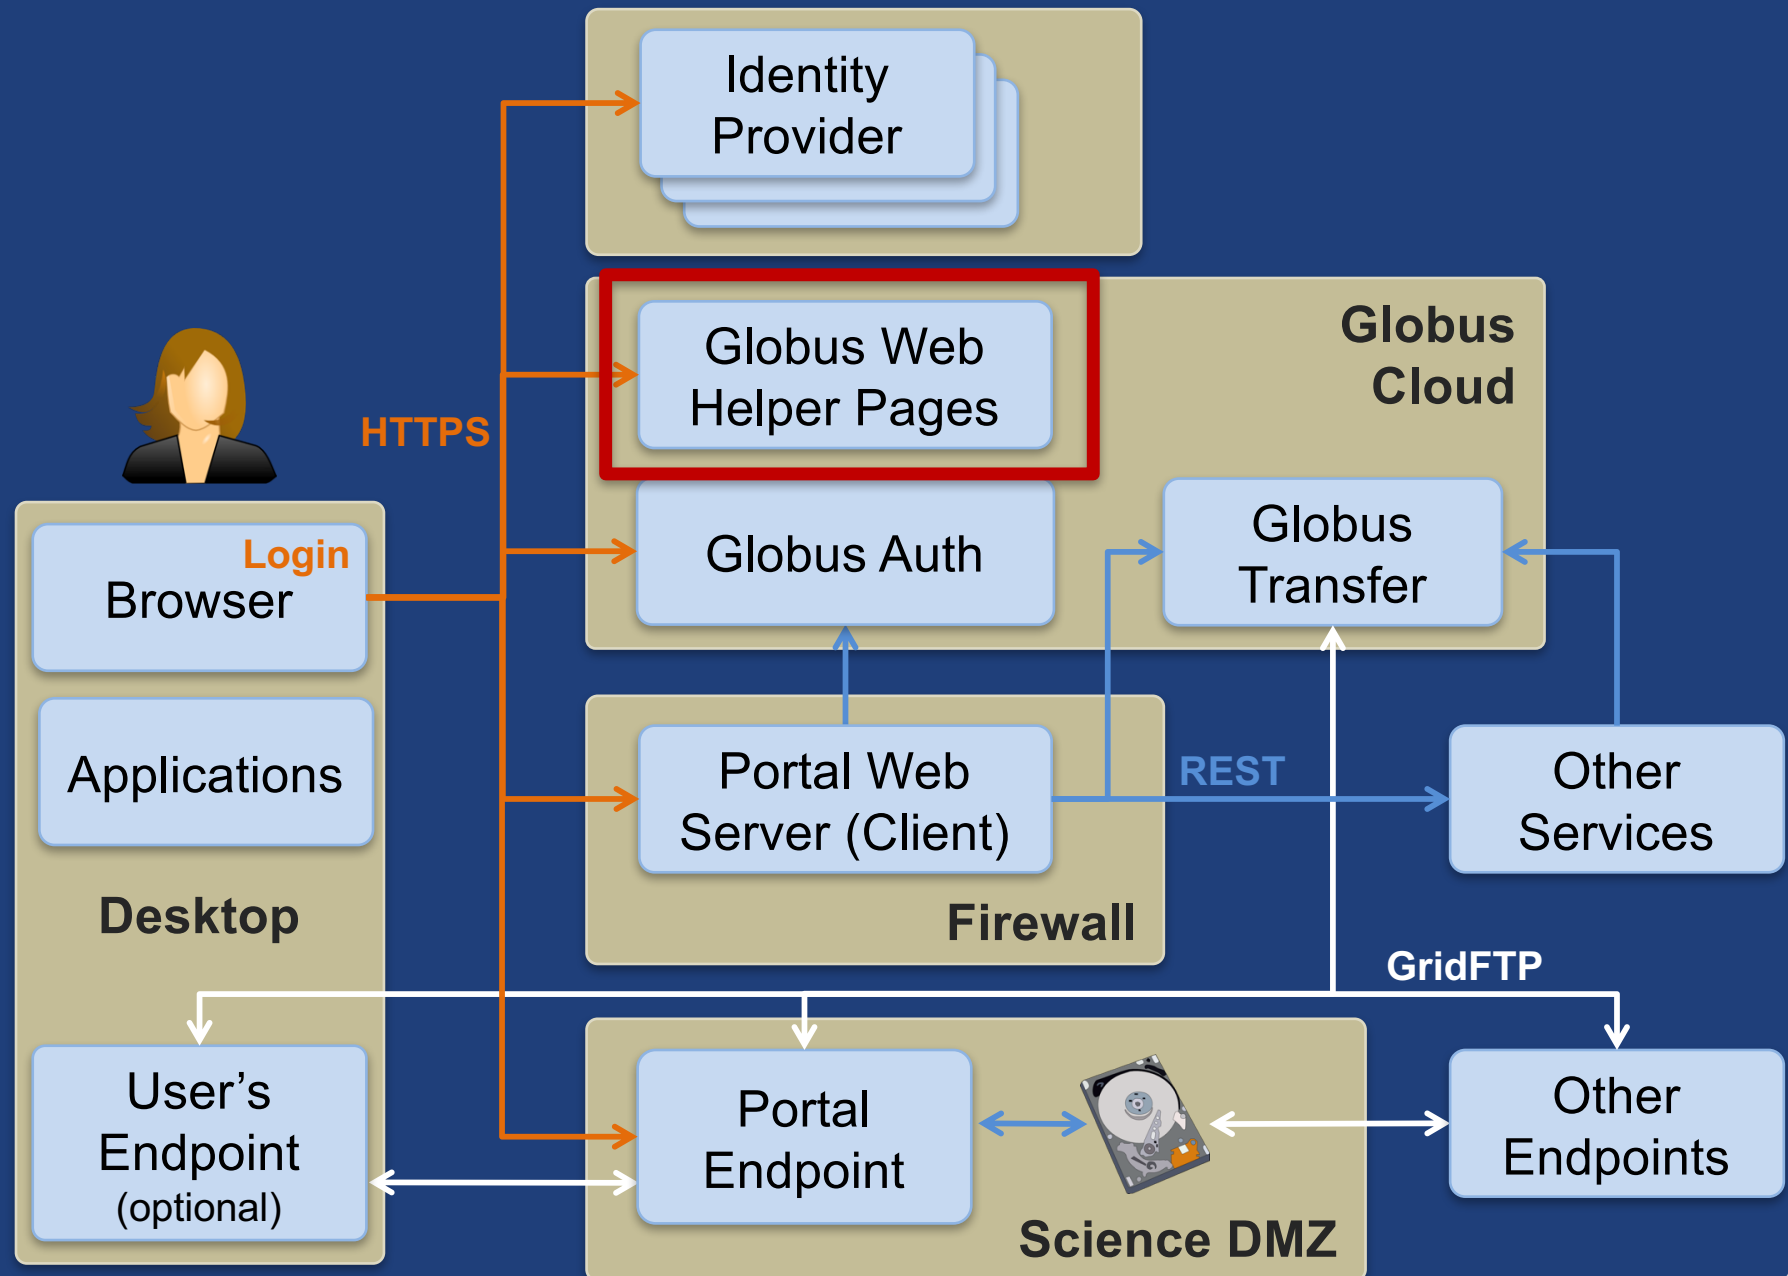 Identity
Provider
Globus Web
Helper Pages
Globus
Cloud
HTTPS
Login
Browser
Globus Auth
Globus
Transfer
Applications
Desktop
Portal Web
Server (Client)
Firewall
REST
Other
Services
GridFTP
User’s
Endpoint
(optional)
Portal
Endpoint
Science DMZ
Other
Endpoints